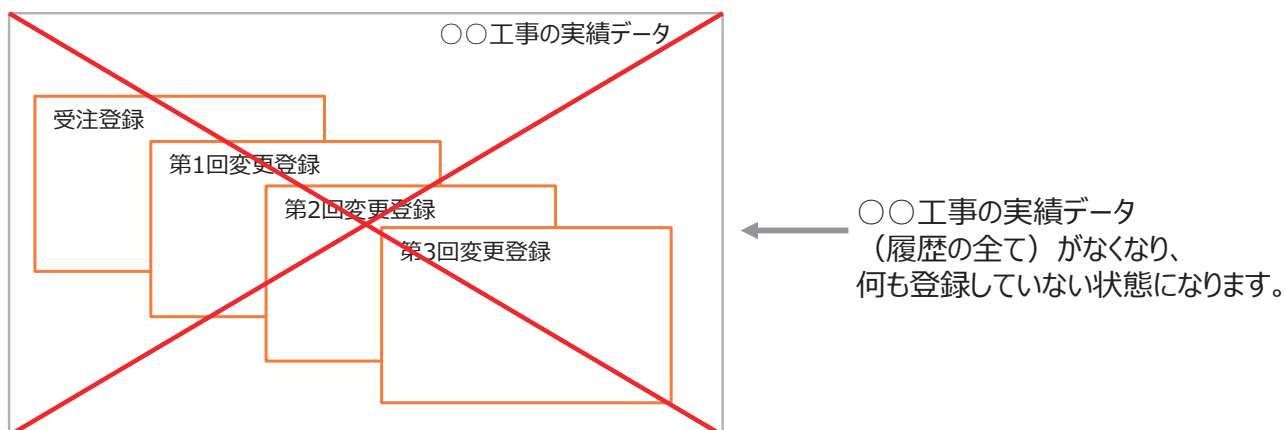 ○○工事の実績データ
受注登録
第1回変更登録
第2回変更登録
第3回変更登録
○○工事の実績データ
（履歴の全て）がなくなり、
何も登録していない状態になります。